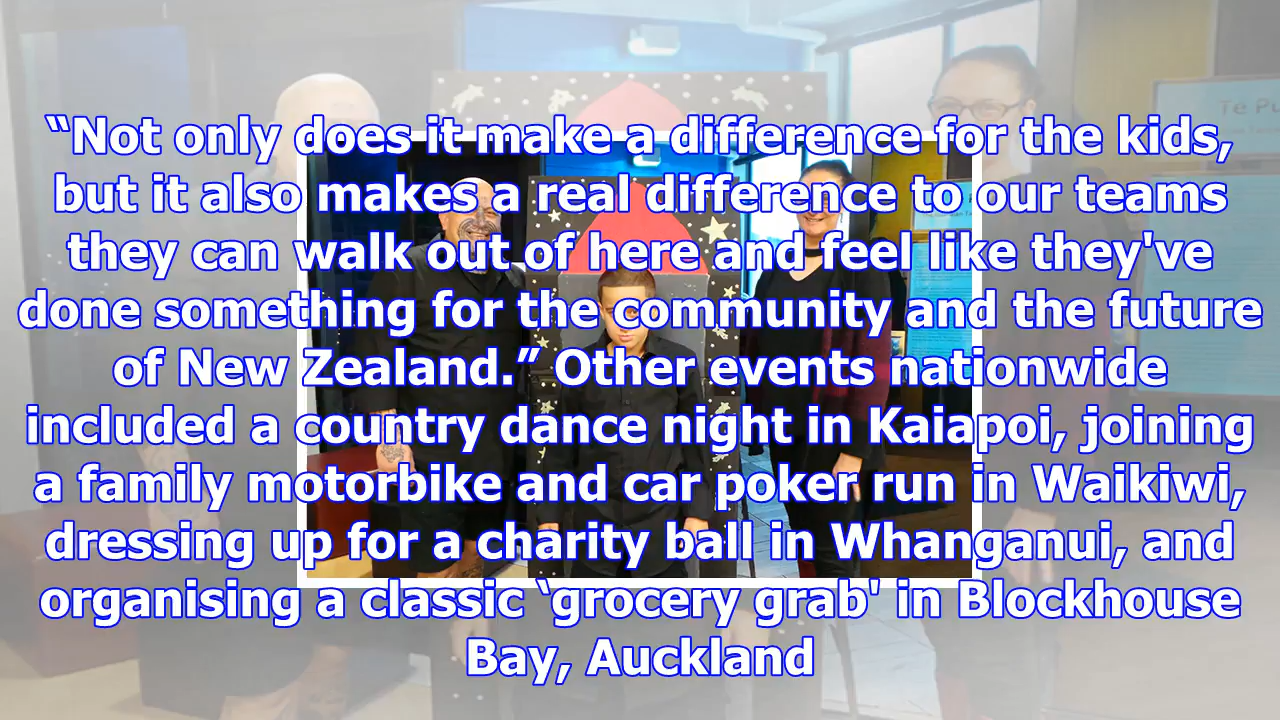 “Not only does it make a difference for the kids,
but it also makes a real difference to our teams
they can walk out of here and feel like they've
done something for the community and the future
of New Zealand.” Other events nationwide
included a country dance night in Kaiapoi, joining
a family motorbike and car poker run in Waikiwi,
dressing up for a charity ball in Whanganui, and
organising a classic ‘grocery grab' in Blockhouse
Bay, Auckland
Te Pu